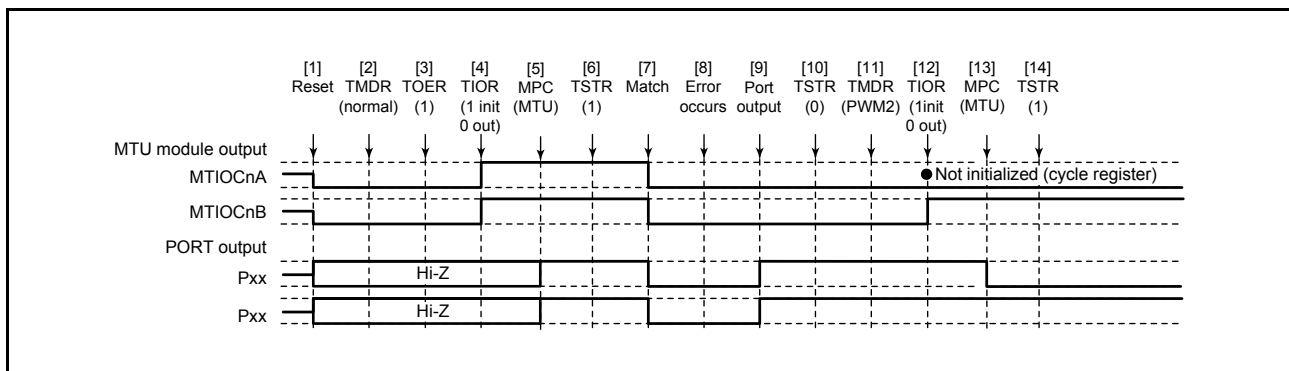 [1] [2] [3] [4] [5] [6] [7] [8] [9] [10] [11] [12] [13] [14]
Reset TMDR TOER TIOR MPC TSTR Match Error Port TSTR TMDR TIOR MPC TSTR
(normal) (1) (1 init (MTU) (1) occurs output (0) (PWM2) (1init (MTU) (1)
0 out) 0 out)
MTU module output
MTIOCnA
Not initialized (cycle register)
MTIOCnB
PORT output
Pxx
Hi-Z
Pxx
Hi-Z